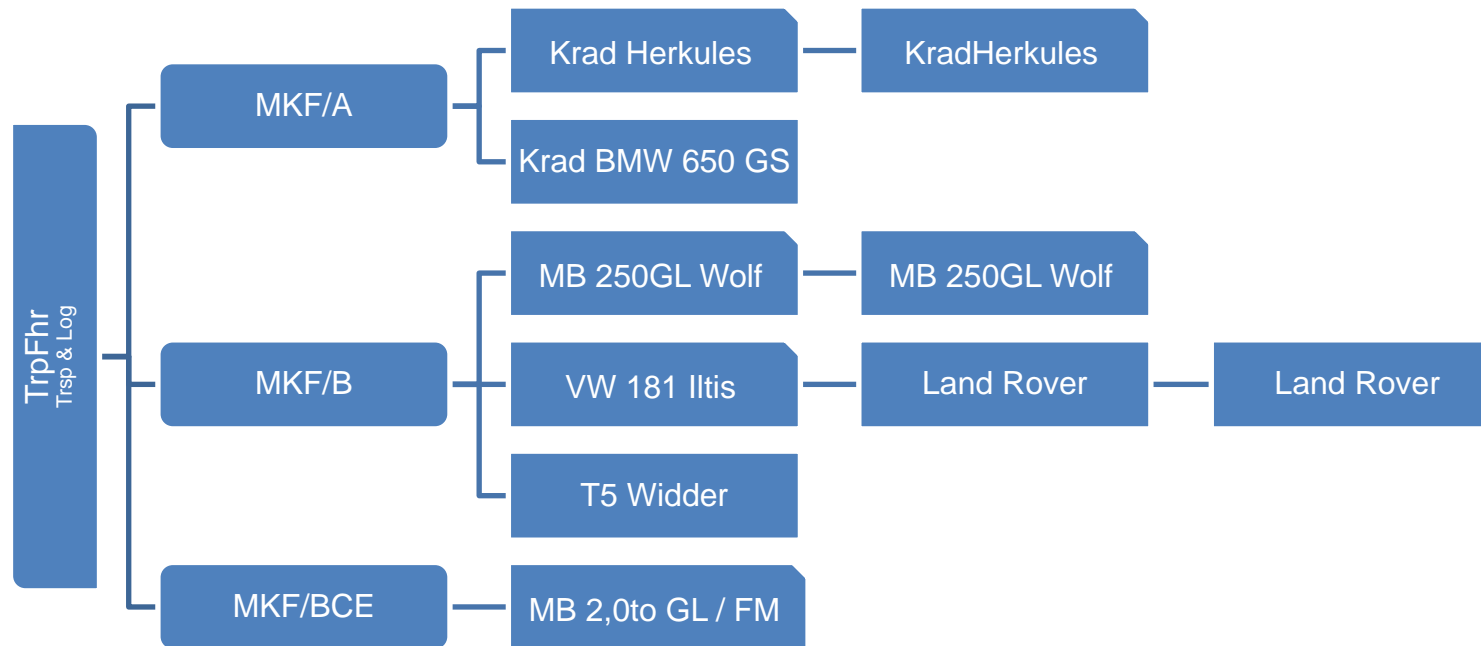 TrpFhr
Trsp & Log
MKF/A
Krad Herkules
KradHerkules
Krad BMW 650 GS
MKF/B
MB 250GL Wolf
MB 250GL Wolf
VW 181 Iltis
Land Rover
Land Rover
T5 Widder
MKF/BCE
MB 2,0to GL / FM